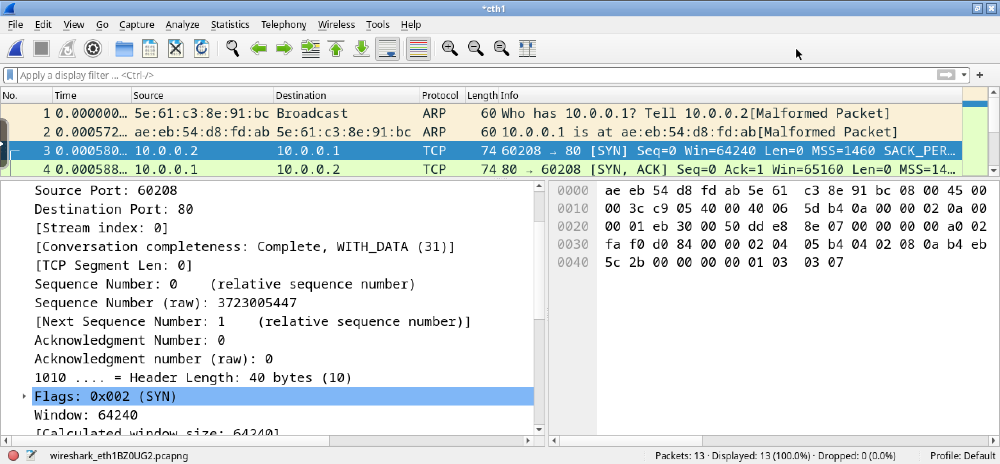 *eth1
File Edit View Go Capture Analyze Statistics Telephony Wireless Tools Help
Apply a display filter ... <Ctrl-/>
No. Time Source Destination Protocol Length Info
1 0.000000… 5e:61:c3:8e:91:bc Broadcast ARP 60 Who has 10.0.0.1? Tell 10.0.0.2[Malformed Packet]
2 0.000572… ae:eb:54:d8:fd:ab 5e:61:c3:8e:91:bc ARP 60 10.0.0.1 is at ae:eb:54:d8:fd:ab[Malformed Packet]
3 0.000580… 10.0.0.2 10.0.0.1 TCP 74 60208 → 80 [SYN] Seq=0 Win=64240 Len=0 MSS=1460 SACK_PER…
4 0.000588… 10.0.0.1 10.0.0.2 TCP 74 80 → 60208 [SYN, ACK] Seq=0 Ack=1 Win=65160 Len=0 MSS=14…
Source Port: 60208
Destination Port: 80
[Stream index: 0]
[Conversation completeness: Complete, WITH_DATA (31)]
[TCP Segment Len: 0]
Sequence Number: 0 (relative sequence number)
Sequence Number (raw): 3723005447
[Next Sequence Number: 1 (relative sequence number)]
Acknowledgment Number: 0
Acknowledgment number (raw): 0
1010 .... = Header Length: 40 bytes (10)
Flags: 0x002 (SYN)
Window: 64240
[Calculated window size: 64240]
0000 ae eb 54 d8 fd ab 5e 61 c3 8e 91 bc 08 00 45 00
0010 00 3c c9 05 40 00 40 06 5d b4 0a 00 00 02 0a 00
0020 00 01 eb 30 00 50 dd e8 8e 07 00 00 00 00 a0 02
0030 fa f0 d0 84 00 00 02 04 05 b4 04 02 08 0a b4 eb
0040 5c 2b 00 00 00 00 01 03 03 07
wireshark_eth1BZ0UG2.pcapng
Packets: 13 · Displayed: 13 (100.0%) · Dropped: 0 (0.0%)
Profile: Default